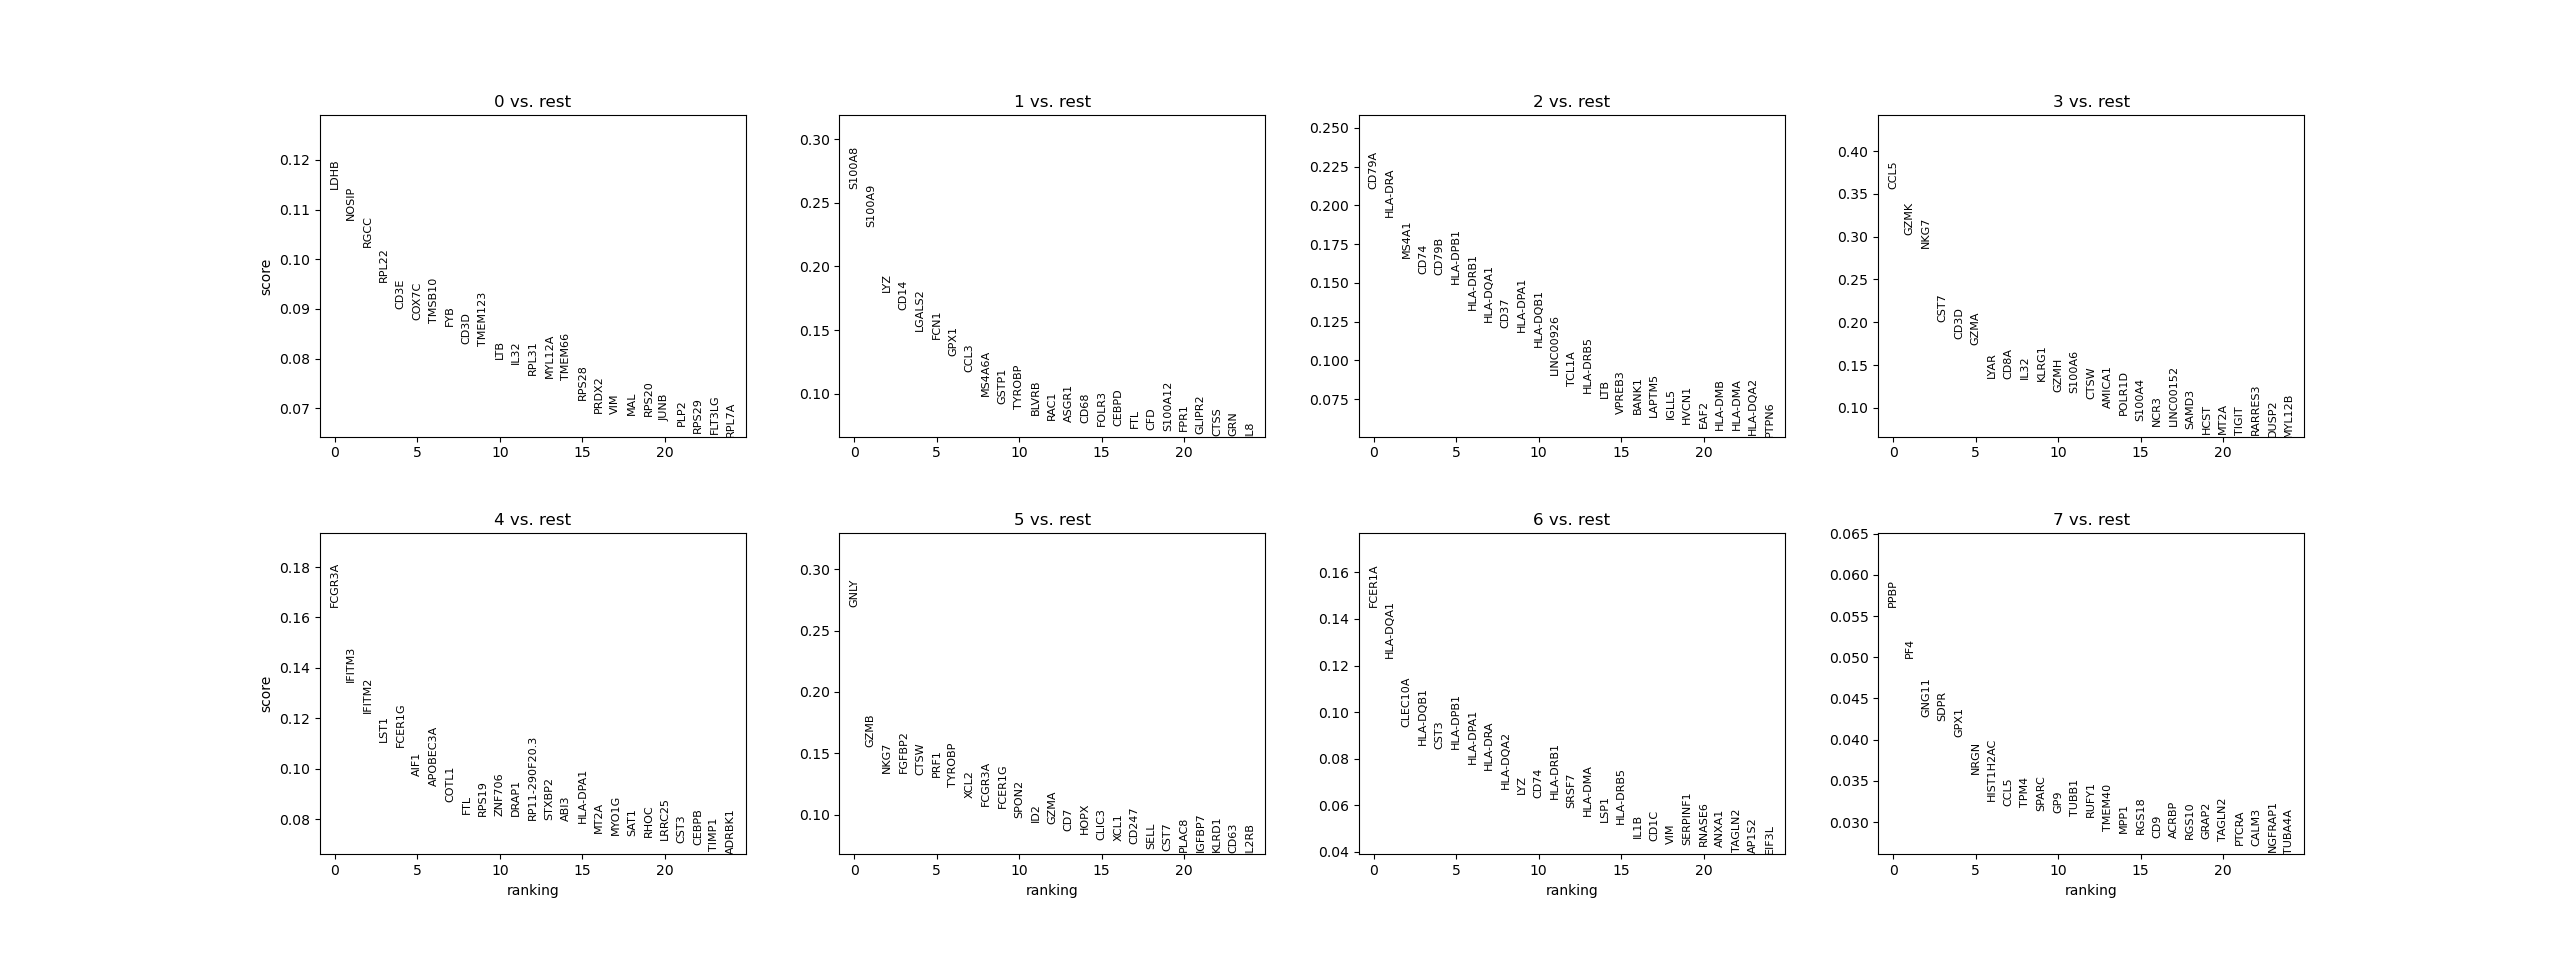 0 vs. rest
score
0.12
0.11
0.10
0.09
0.08
0.07
LDHB
NOSIP
RGCC
RPL22
CD3E
COX7C
TMSB10
FYB
CD3D
TMEM123
LTB
IL32
RPL31
MYL12A
TMEM66
RPS28
PRDX2
VIM
MAL
RPS20
JUNB
PLP2
RPS29
FLT3LG
RPL7A
0 5 10 15 20
1 vs. rest
0.30
0.25
0.20
0.15
0.10
S100A8
S100A9
LYZ
CD14
LGALS2
FCN1
GPX1
CCL3
MS4A6A
GSTP1
TYROBP
BLVRB
RAC1
ASGR1
CD68
FOLR3
CEBPD
FTL
CFD
S100A12
FPR1
GLIPR2
CTSS
GRN
IL8
0 5 10 15 20
2 vs. rest
0.250
0.225
0.200
0.175
0.150
0.125
0.100
0.075
CD79A
HLA-DRA
MS4A1
CD74
CD79B
HLA-DPB1
HLA-DRB1
HLA-DQA1
CD37
HLA-DPA1
HLA-DQB1
LINC00926
TCL1A
HLA-DRB5
LTB
VPREB3
BANK1
LAPTM5
IGLL5
HVCN1
EAF2
HLA-DMB
HLA-DMA
HLA-DQA2
PTPN6
0 5 10 15 20
3 vs. rest
0.40
0.35
0.30
0.25
0.20
0.15
0.10
CCL5
GZMK
NKG7
CST7
CD3D
GZMA
LYAR
CD8A
IL32
KLRG1
GZMH
S100A6
CTSW
AMICA1
POLR1D
S100A4
NCR3
LINC00152
SAMD3
HCST
MT2A
TIGIT
RARRES3
DUSP2
MYL12B
0 5 10 15 20
4 vs. rest
score
0.18
0.16
0.14
0.12
0.10
0.08
FCGR3A
IFITM3
IFITM2
LST1
FCER1G
AIF1
APOBEC3A
COTL1
FTL
RPS19
ZNF706
DRAP1
RP11-290F20.3
STXBP2
ABI3
HLA-DPA1
MT2A
MYO1G
SAT1
RHOC
LRRC25
CST3
CEBPB
TIMP1
ADRBK1
0 5 10 15 20
ranking
5 vs. rest
0.30
0.25
0.20
0.15
0.10
GNLY
GZMB
NKG7
FGFBP2
CTSW
PRF1
TYROBP
XCL2
FCGR3A
FCER1G
SPON2
ID2
GZMA
CD7
HOPX
CLIC3
XCL1
CD247
SELL
CST7
PLAC8
IGFBP7
KLRD1
CD63
IL2RB
0 5 10 15 20
ranking
6 vs. rest
0.16
0.14
0.12
0.10
0.08
0.06
0.04
FCER1A
HLA-DQA1
CLEC10A
HLA-DQB1
CST3
HLA-DPB1
HLA-DPA1
HLA-DRA
HLA-DQA2
LYZ
CD74
HLA-DRB1
SRSF7
HLA-DMA
LSP1
HLA-DRB5
IL1B
CD1C
VIM
SERPINF1
RNASE6
ANXA1
TAGLN2
AP1S2
EIF3L
0 5 10 15 20
ranking
7 vs. rest
0.065
0.060
0.055
0.050
0.045
0.040
0.035
0.030
PPBP
PF4
GNG11
SDPR
GPX1
NRGN
HIST1H2AC
CCL5
TPM4
SPARC
GP9
TUBB1
RUFY1
TMEM40
MPP1
RGS18
CD9
ACRBP
RGS10
GRAP2
TAGLN2
PTCRA
CALM3
NGFRAP1
TUBA4A
0 5 10 15 20
ranking